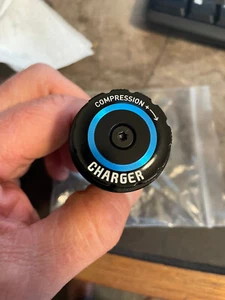 COMPRESSION +
CHARGER